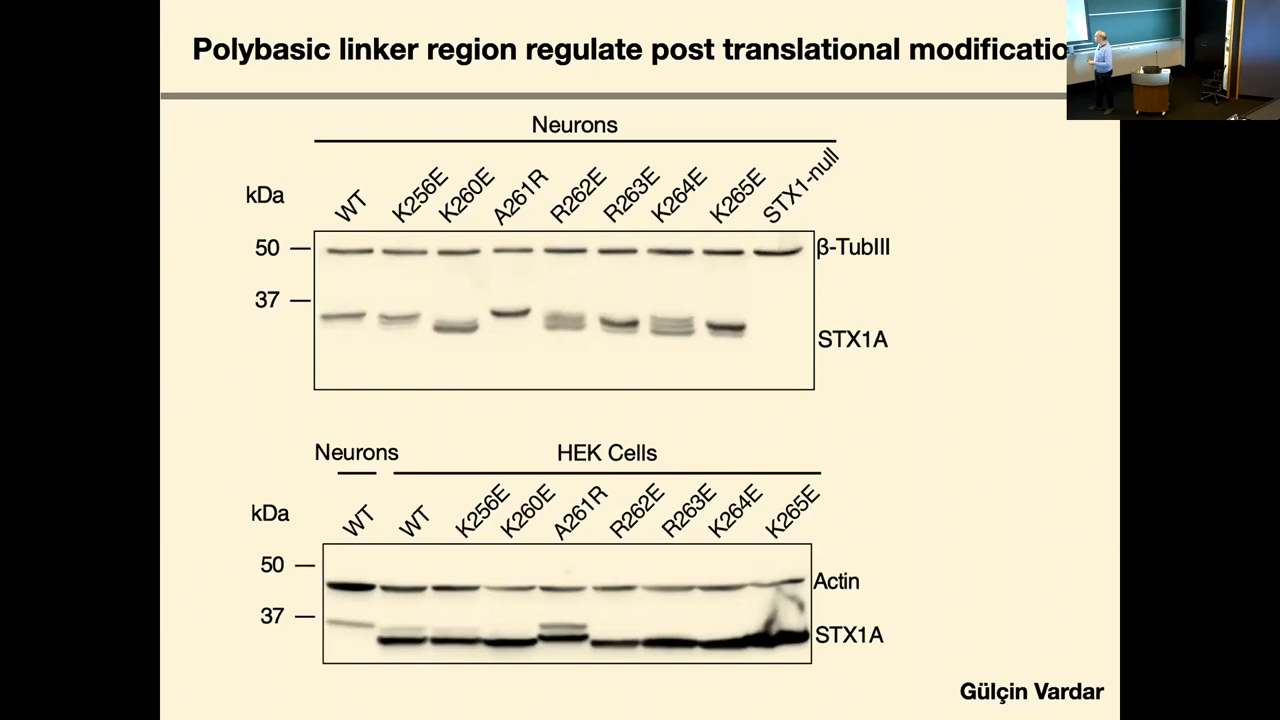 Polybasic linker region regulate post translational modificatio
Neurons
kDa
WT K256E K260E A261R R262E R263E K264E K265E STX1-null
50
β-TubIII
37
STX1A
Neurons HEK Cells
kDa
WT WT K256E K260E A261R R262E R263E K264E K265E
50
Actin
37
STX1A
Gülçin Vardar